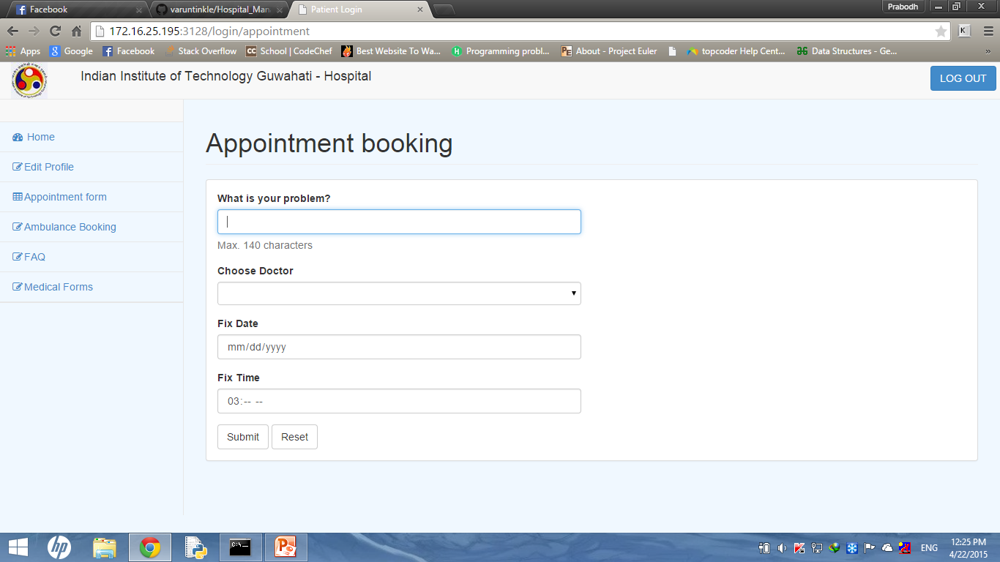 Facebook
varuntinkle/Hospital_Man
Patient Login
Prabodh
172.16.25.195:3128/login/appointment
K
Apps
Google
Facebook
Stack Overflow
CC School | CodeChef
Best Website To Wa...
Programming probl...
About - Project Euler
topcoder Help Cent...
Data Structures - Ge...
»
Indian Institute of Technology Guwahati - Hospital
LOG OUT
Home
Edit Profile
Appointment form
Ambulance Booking
FAQ
Medical Forms
Appointment booking
What is your problem?
Max. 140 characters
Choose Doctor
Fix Date
mm/dd/yyyy
Fix Time
03:-- --
Submit
Reset
hp
C:\_
ENG
12:25 PM
4/22/2015